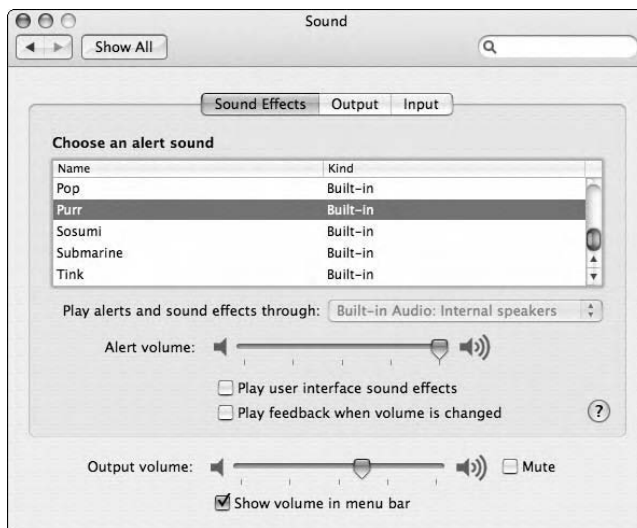 Sound
Show All
Sound Effects Output Input
Choose an alert sound
Name Kind
Pop Built-in
Purr Built-in
Sosumi Built-in
Submarine Built-in
Tink Built-in
Play alerts and sound effects through: Built-in Audio: Internal speakers
Alert volume:
Play user interface sound effects
Play feedback when volume is changed ?
Output volume: Mute
Show volume in menu bar